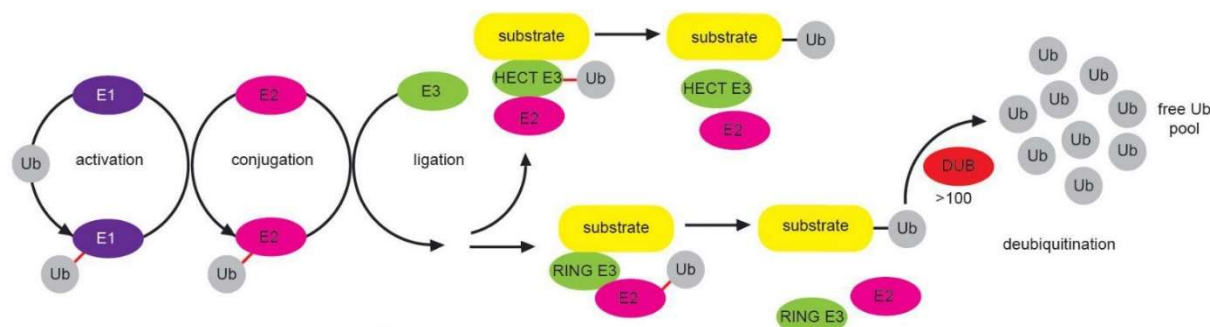 E1
Ub
activation
E1
Ub
E2
conjugation
E2
Ub
E3
ligation
substrate
HECT E3
Ub
E2
substrate
Ub
HECT E3
E2
substrate
RING E3
Ub
E2
substrate
Ub
E2
RING E3
DUB
>100
Ub
Ub
Ub
Ub
Ub
Ub
Ub
Ub
Ub
Ub
free Ub
pool
deubiquitination